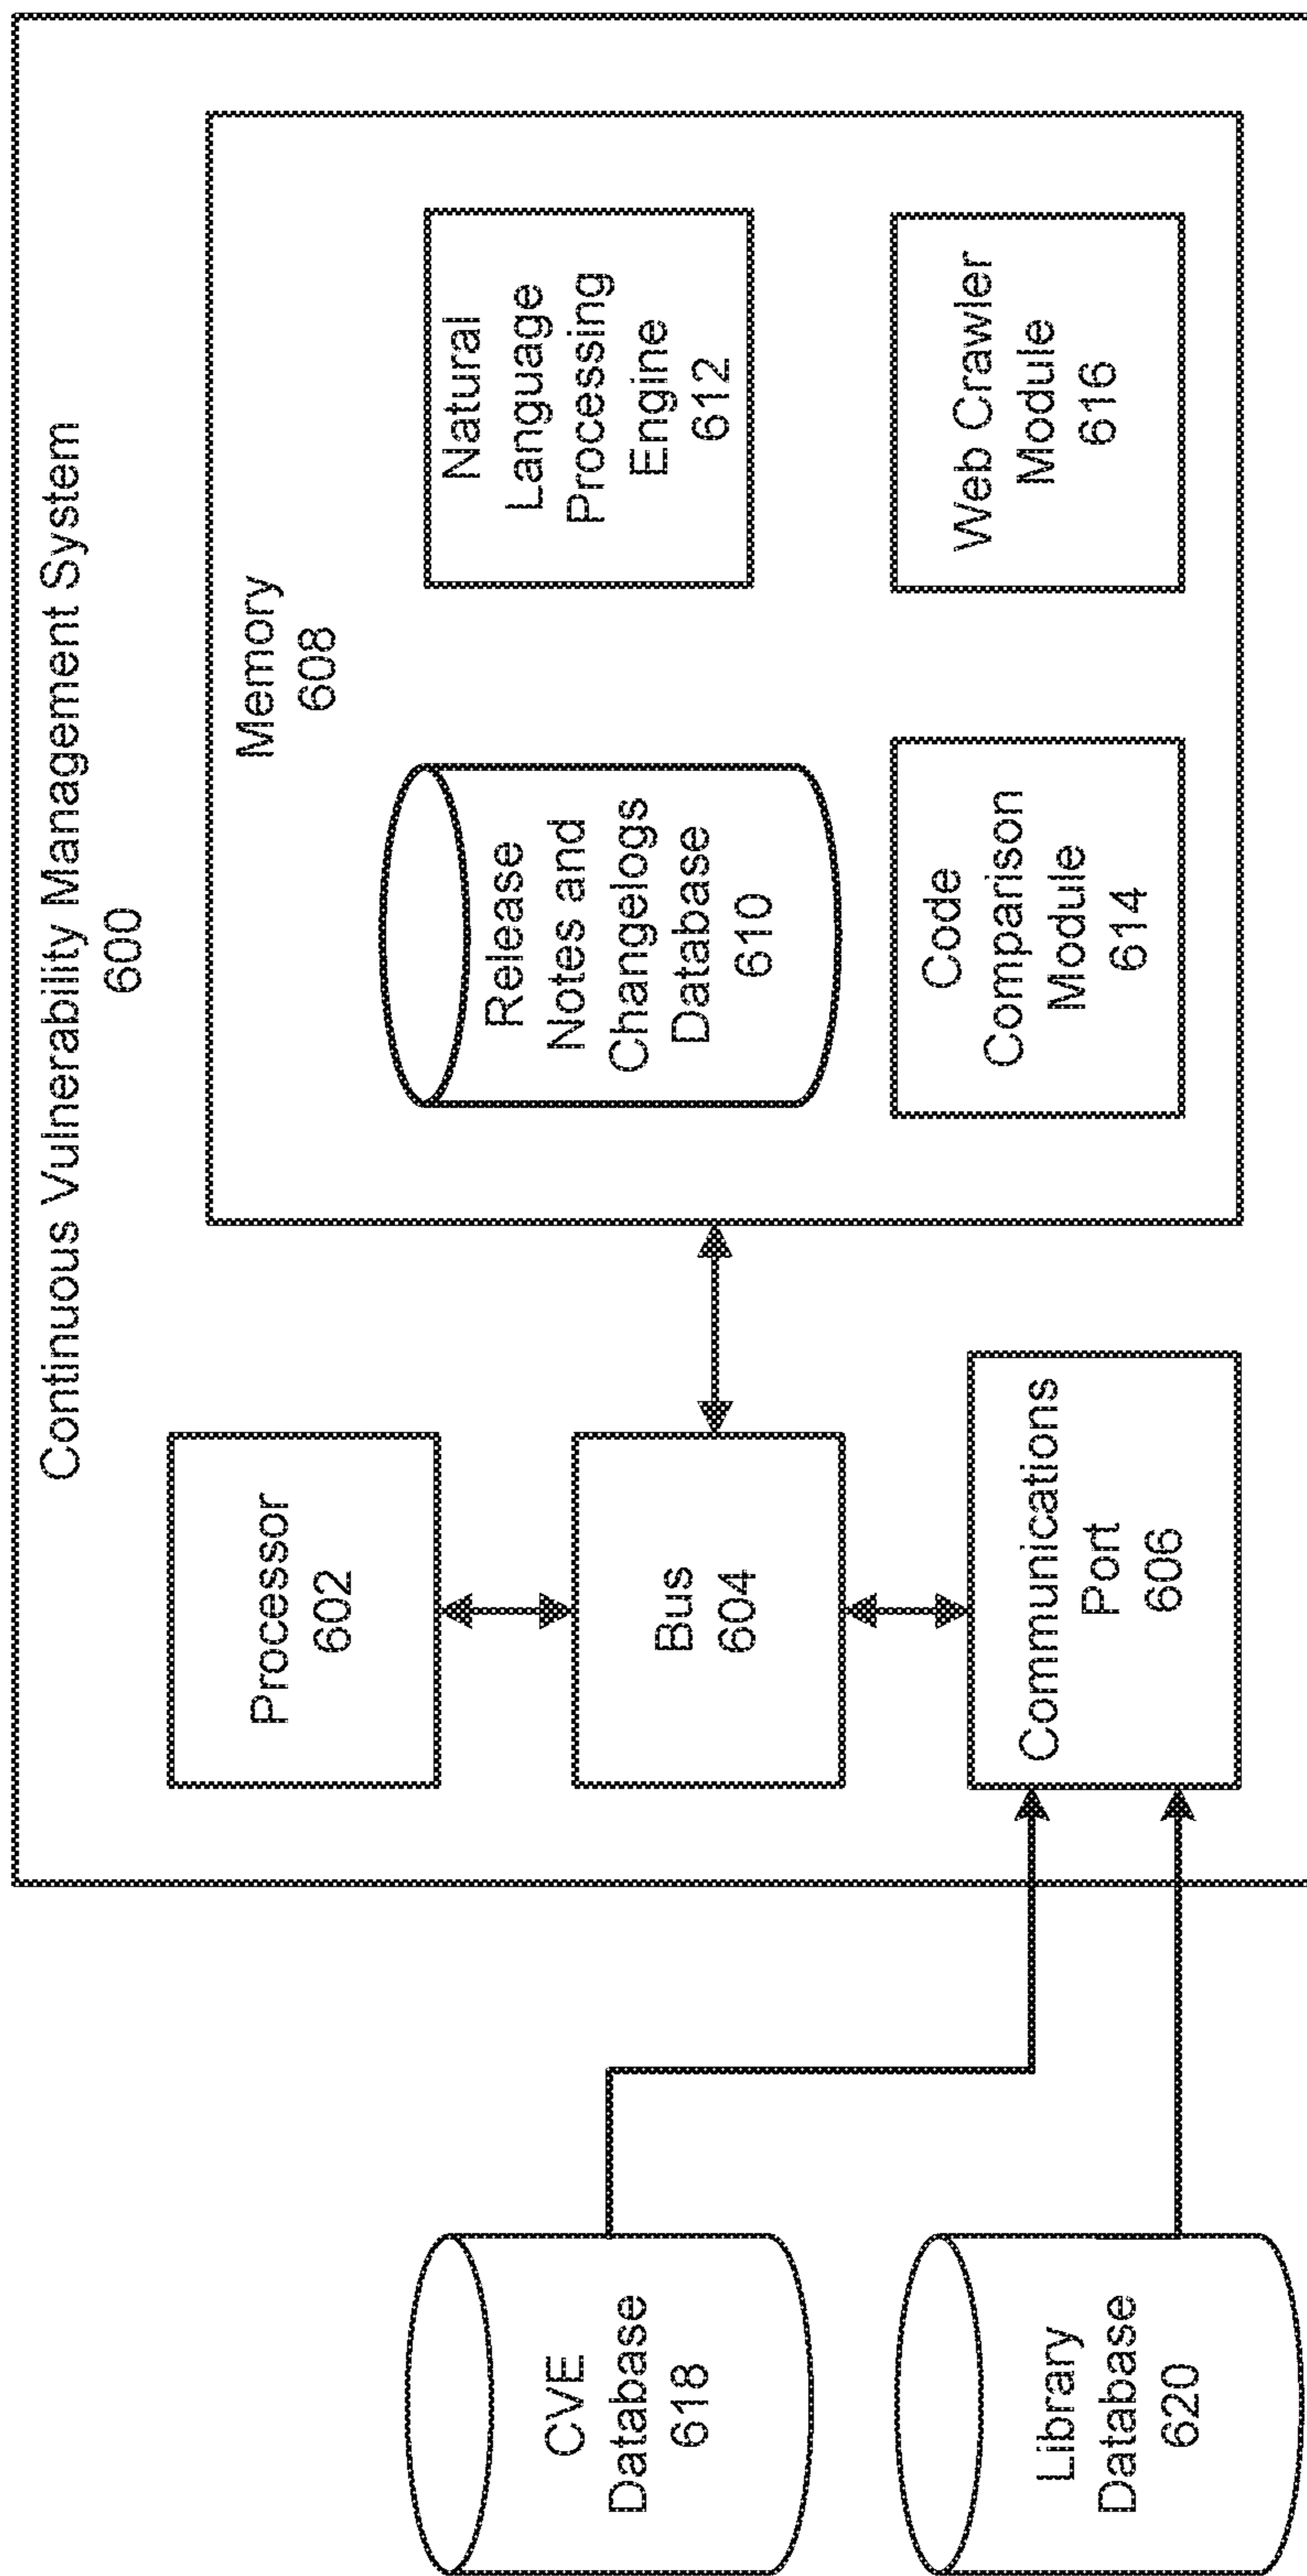 Continuous Vulnerability Management System
600
Memory
608
Processor
602
Release
Notes and
Changelogs
Database
610
Natural
Language
Processing
Engine
612
CVE
Database
618
Bus
604
Code
Comparison
Module
614
Web Crawler
Module
616
Library
Database
620
Communications
Port
606